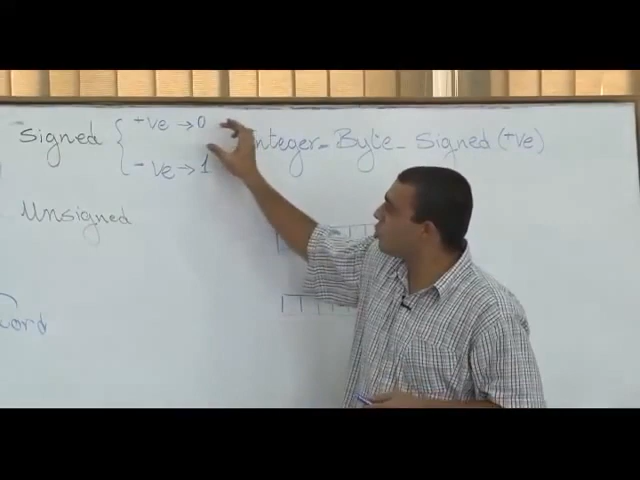 Signed { +ve → 0
- ve → 1
Integer - Byte - Signed (+ve)
Unsigned
word